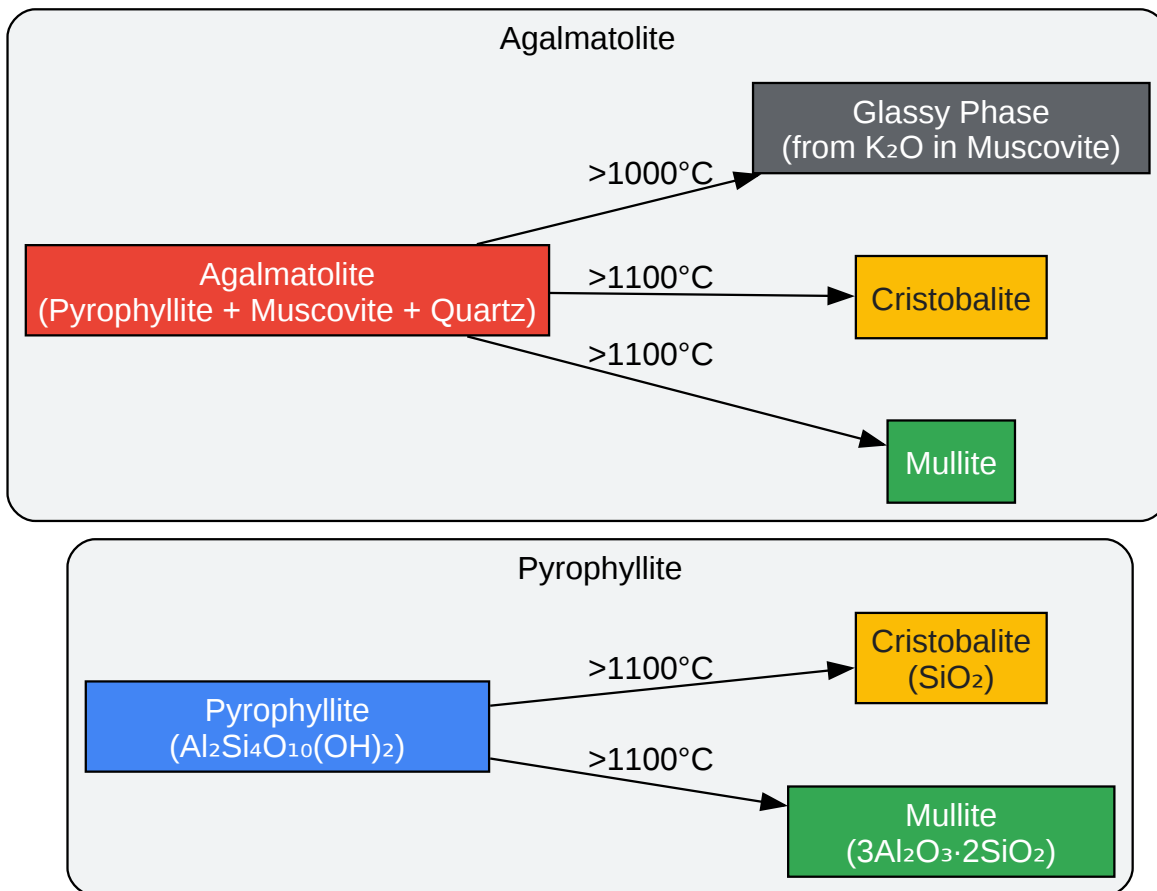 Agalmatolite
Glassy Phase
(from K₂O in Muscovite)
>1000°C
Agalmatolite
(Pyrophyllite + Muscovite + Quartz)
>1100°C
Cristobalite
>1100°C
Mullite
Pyrophyllite
Cristobalite
(SiO₂)
>1100°C
Pyrophyllite
(Al₂Si₄O₁₀(OH)₂)
>1100°C
Mullite
(3Al₂O₃·2SiO₂)